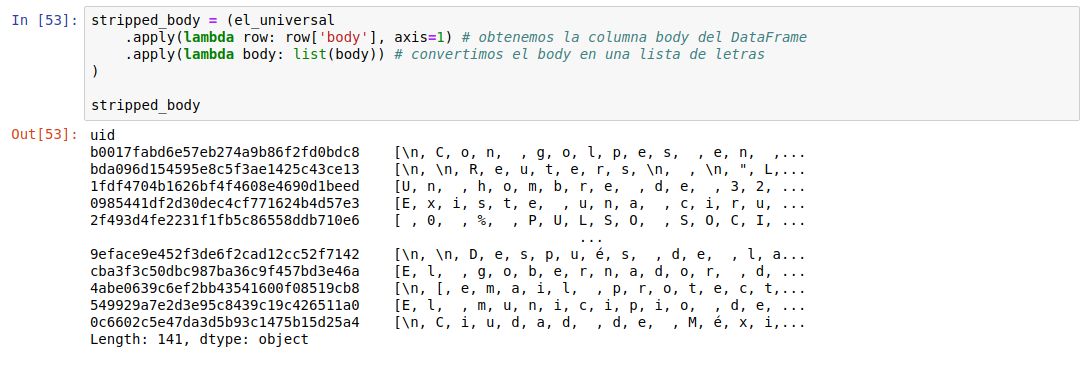 In [53]: stripped_body = (el_universal
    .apply(lambda row: row['body'], axis=1) # obtenemos la columna body del DataFrame
    .apply(lambda body: list(body)) # convertimos el body en una lista de letras
)
stripped_body
Out[53]: uid
b0017fabd6e57eb274a9b86f2fd0bdc8    [\n, C, o, n,  , g, o, l, p, e, s,  , e, n,  ,...
bda096d154595e8c5f3ae1425c43ce13    [\n, \n, R, e, u, t, e, r, s, \n,  , \n, ", L,...
1fdf4704b1626bf4f4608e4690d1beed    [U, n,  , h, o, m, b, r, e,  , d, e,  , 3, 2, ...
0985441df2d30dec4cf771624b4d57e3    [E, x, i, s, t, e,  , u, n, a,  , c, i, r, u, ...
2f493d4fe2231f1fb5c86558ddb710e6    [ , 0,  , %,  , P, U, L, S, O,  , S, O, C, I, ...
...
9eface9e452f3de6f2cad12cc52f7142    [\n, \n, D, e, s, p, u, é, s,  , d, e,  , l, a...
cba3f3c50dbc987ba36c9f457bd3e46a    [E, l,  , g, o, b, e, r, n, a, d, o, r,  , d, ...
4abe0639c6ef2bb43541600f08519cb8    [\n, [, e, m, a, i, l,  , p, r, o, t, e, c, t,...
549929a7e2d3e95c8439c19c426511a0    [E, l,  , m, u, n, i, c, i, p, i, o,  , d, e, ...
0c6602c5e47da3d5b93c1475b15d25a4    [\n, C, i, u, d, a, d,  , d, e,  , M, é, x, i,...
Length: 141, dtype: object